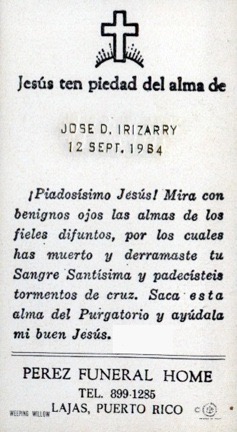 Jesús ten piedad del alma de
JOSE D. IRIZARRY
12 SEPT. 1984
¡Piadosísimo Jesús! Mira con
benignos ojos las almas de los
fieles difuntos, por los cuales
has muerto y derramaste tu
Sangre Santísima y padecísteis
tormentos de cruz. Saca esta
alma del Purgatorio y ayúdala
mi buen Jesús.
PEREZ FUNERAL HOME
TEL. 899-1285
WEEPING WILLOW LAJAS, PUERTO RICO C